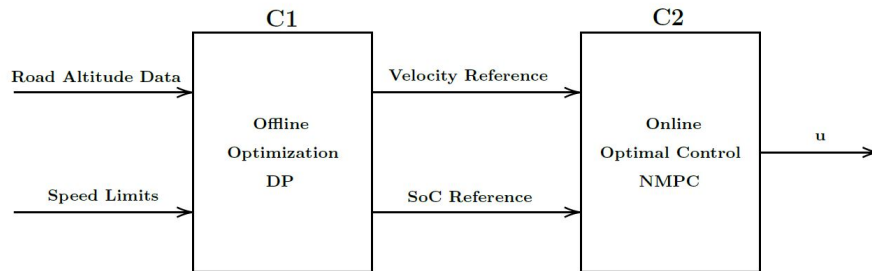 C1
C2
Road Altitude Data
Velocity Reference
Offline
Optimization
DP
Online
Optimal Control
NMPC
u
Speed Limits
SoC Reference